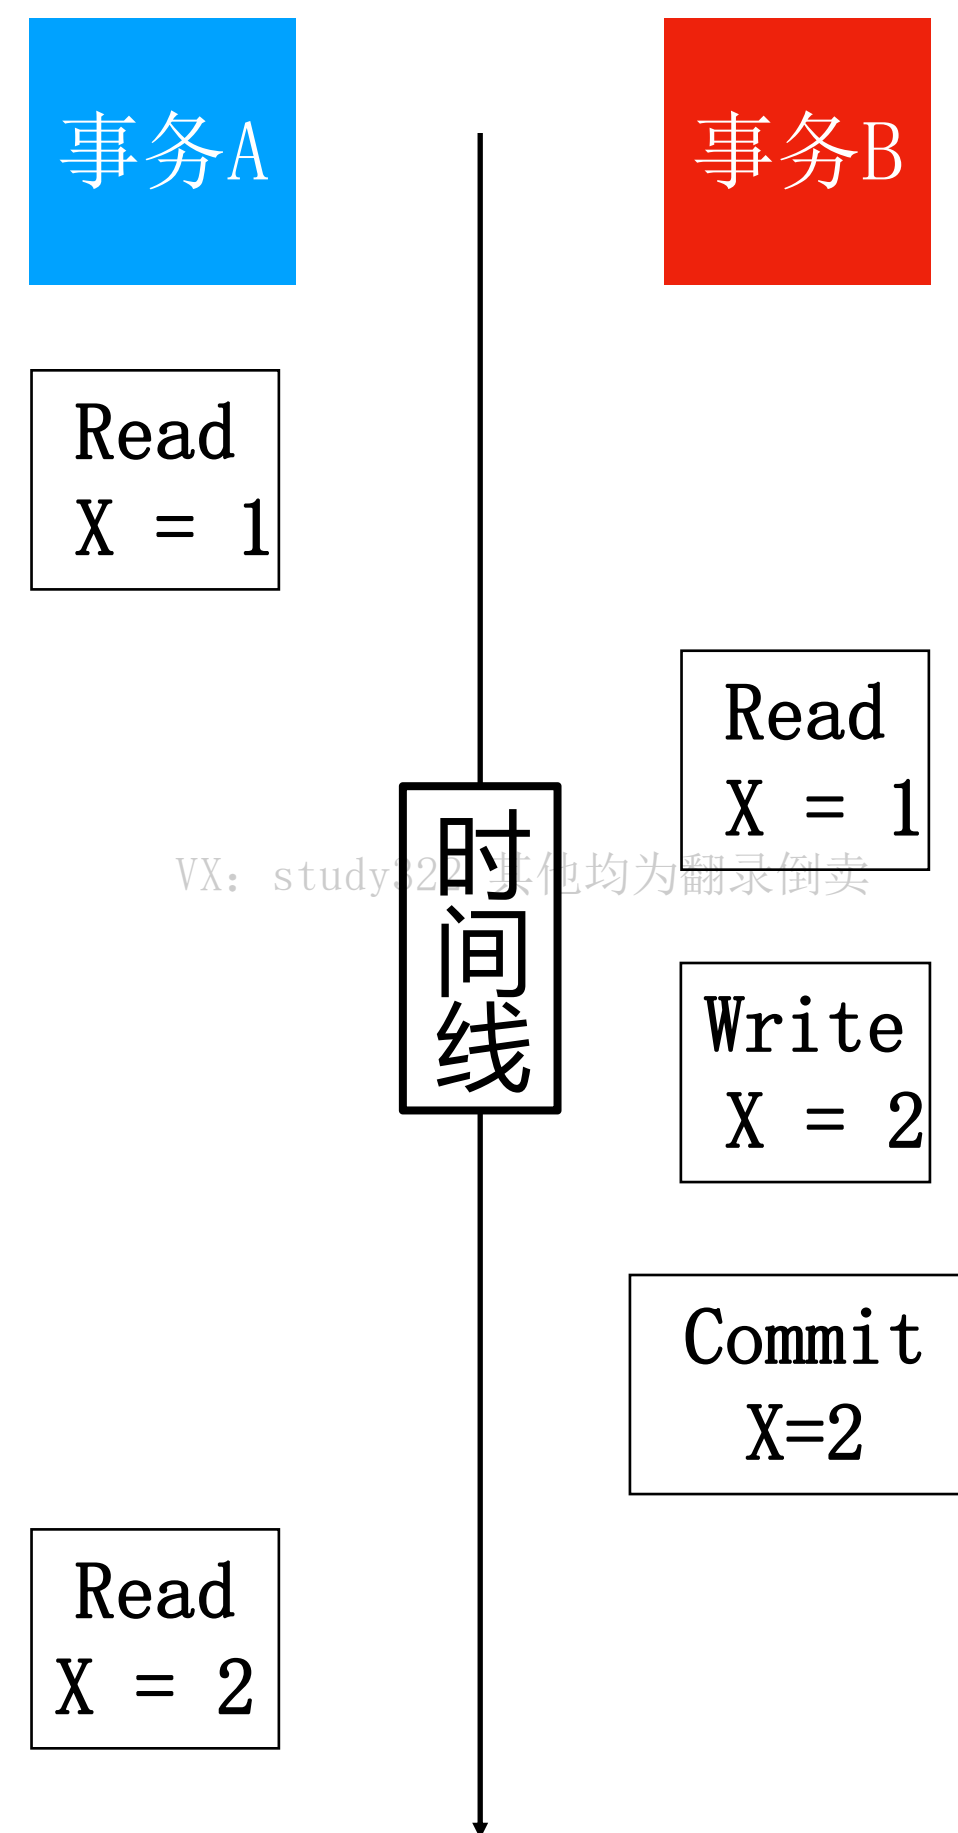 事务A
事务B
Read
X = 1
Read
X = 1
时
间
线
VX：study322 其他均为翻录倒卖
Write
X = 2
Commit
X=2
Read
X = 2